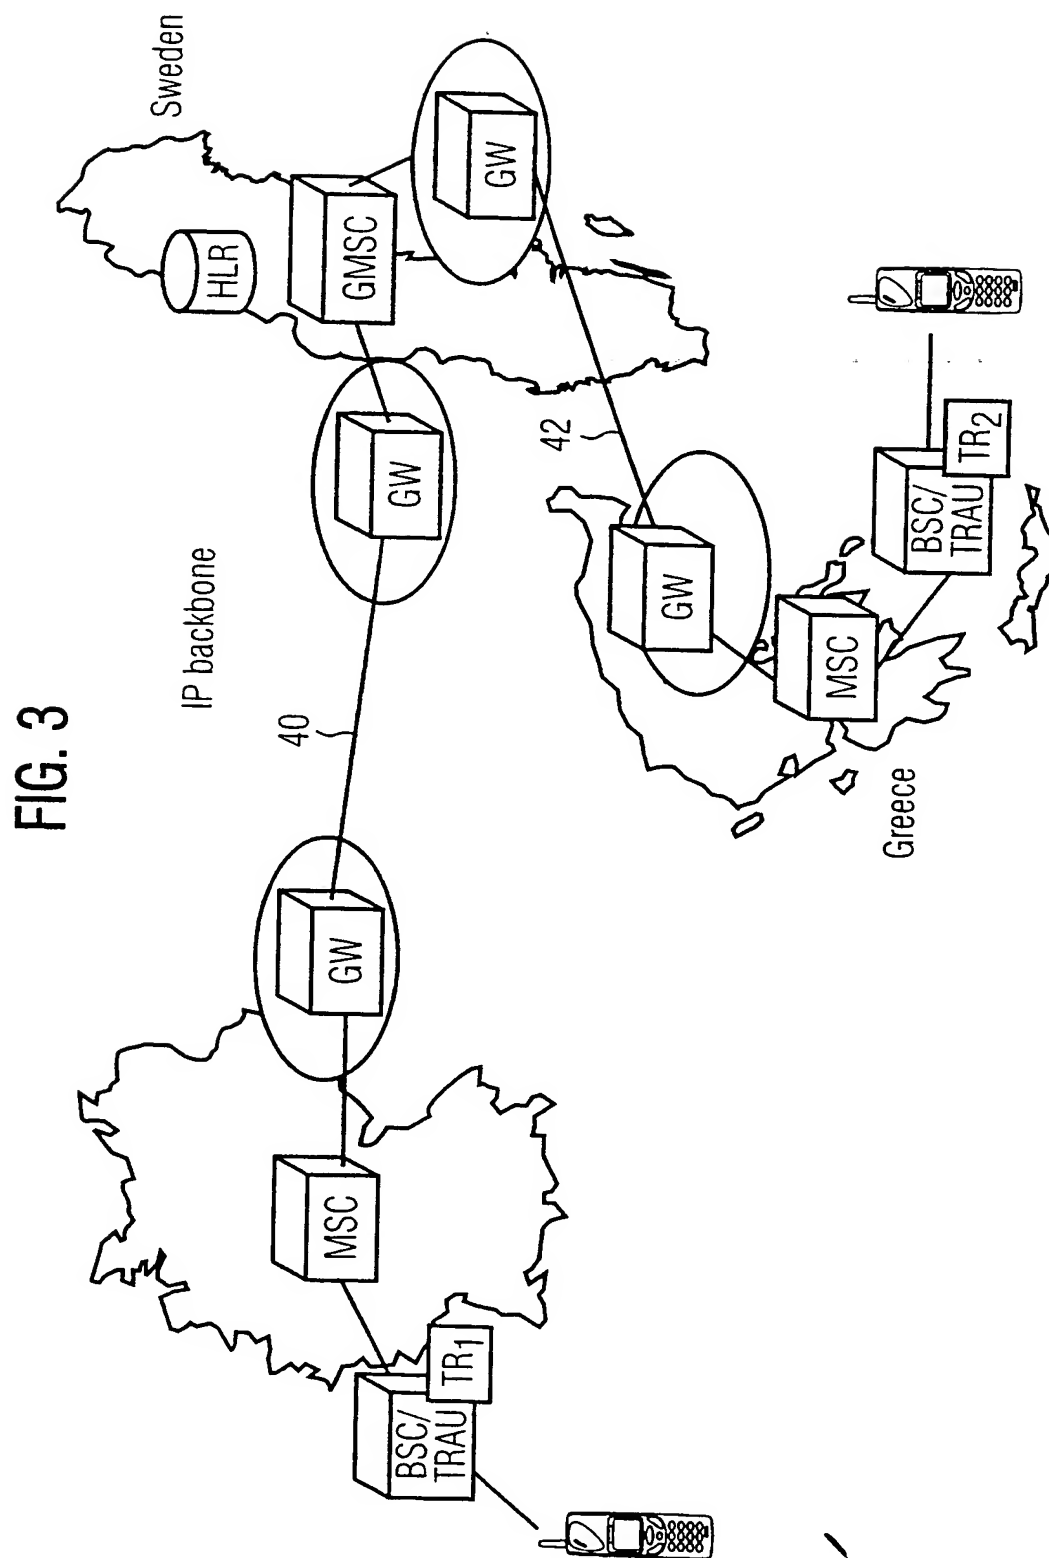 FIG. 3
IP backbone
Sweden
HLR
GMSC
GW
GW
40
GW
MSC
BSC/
TRAU
TR1
42
GW
MSC
BSC/
TRAU
TR2
Greece